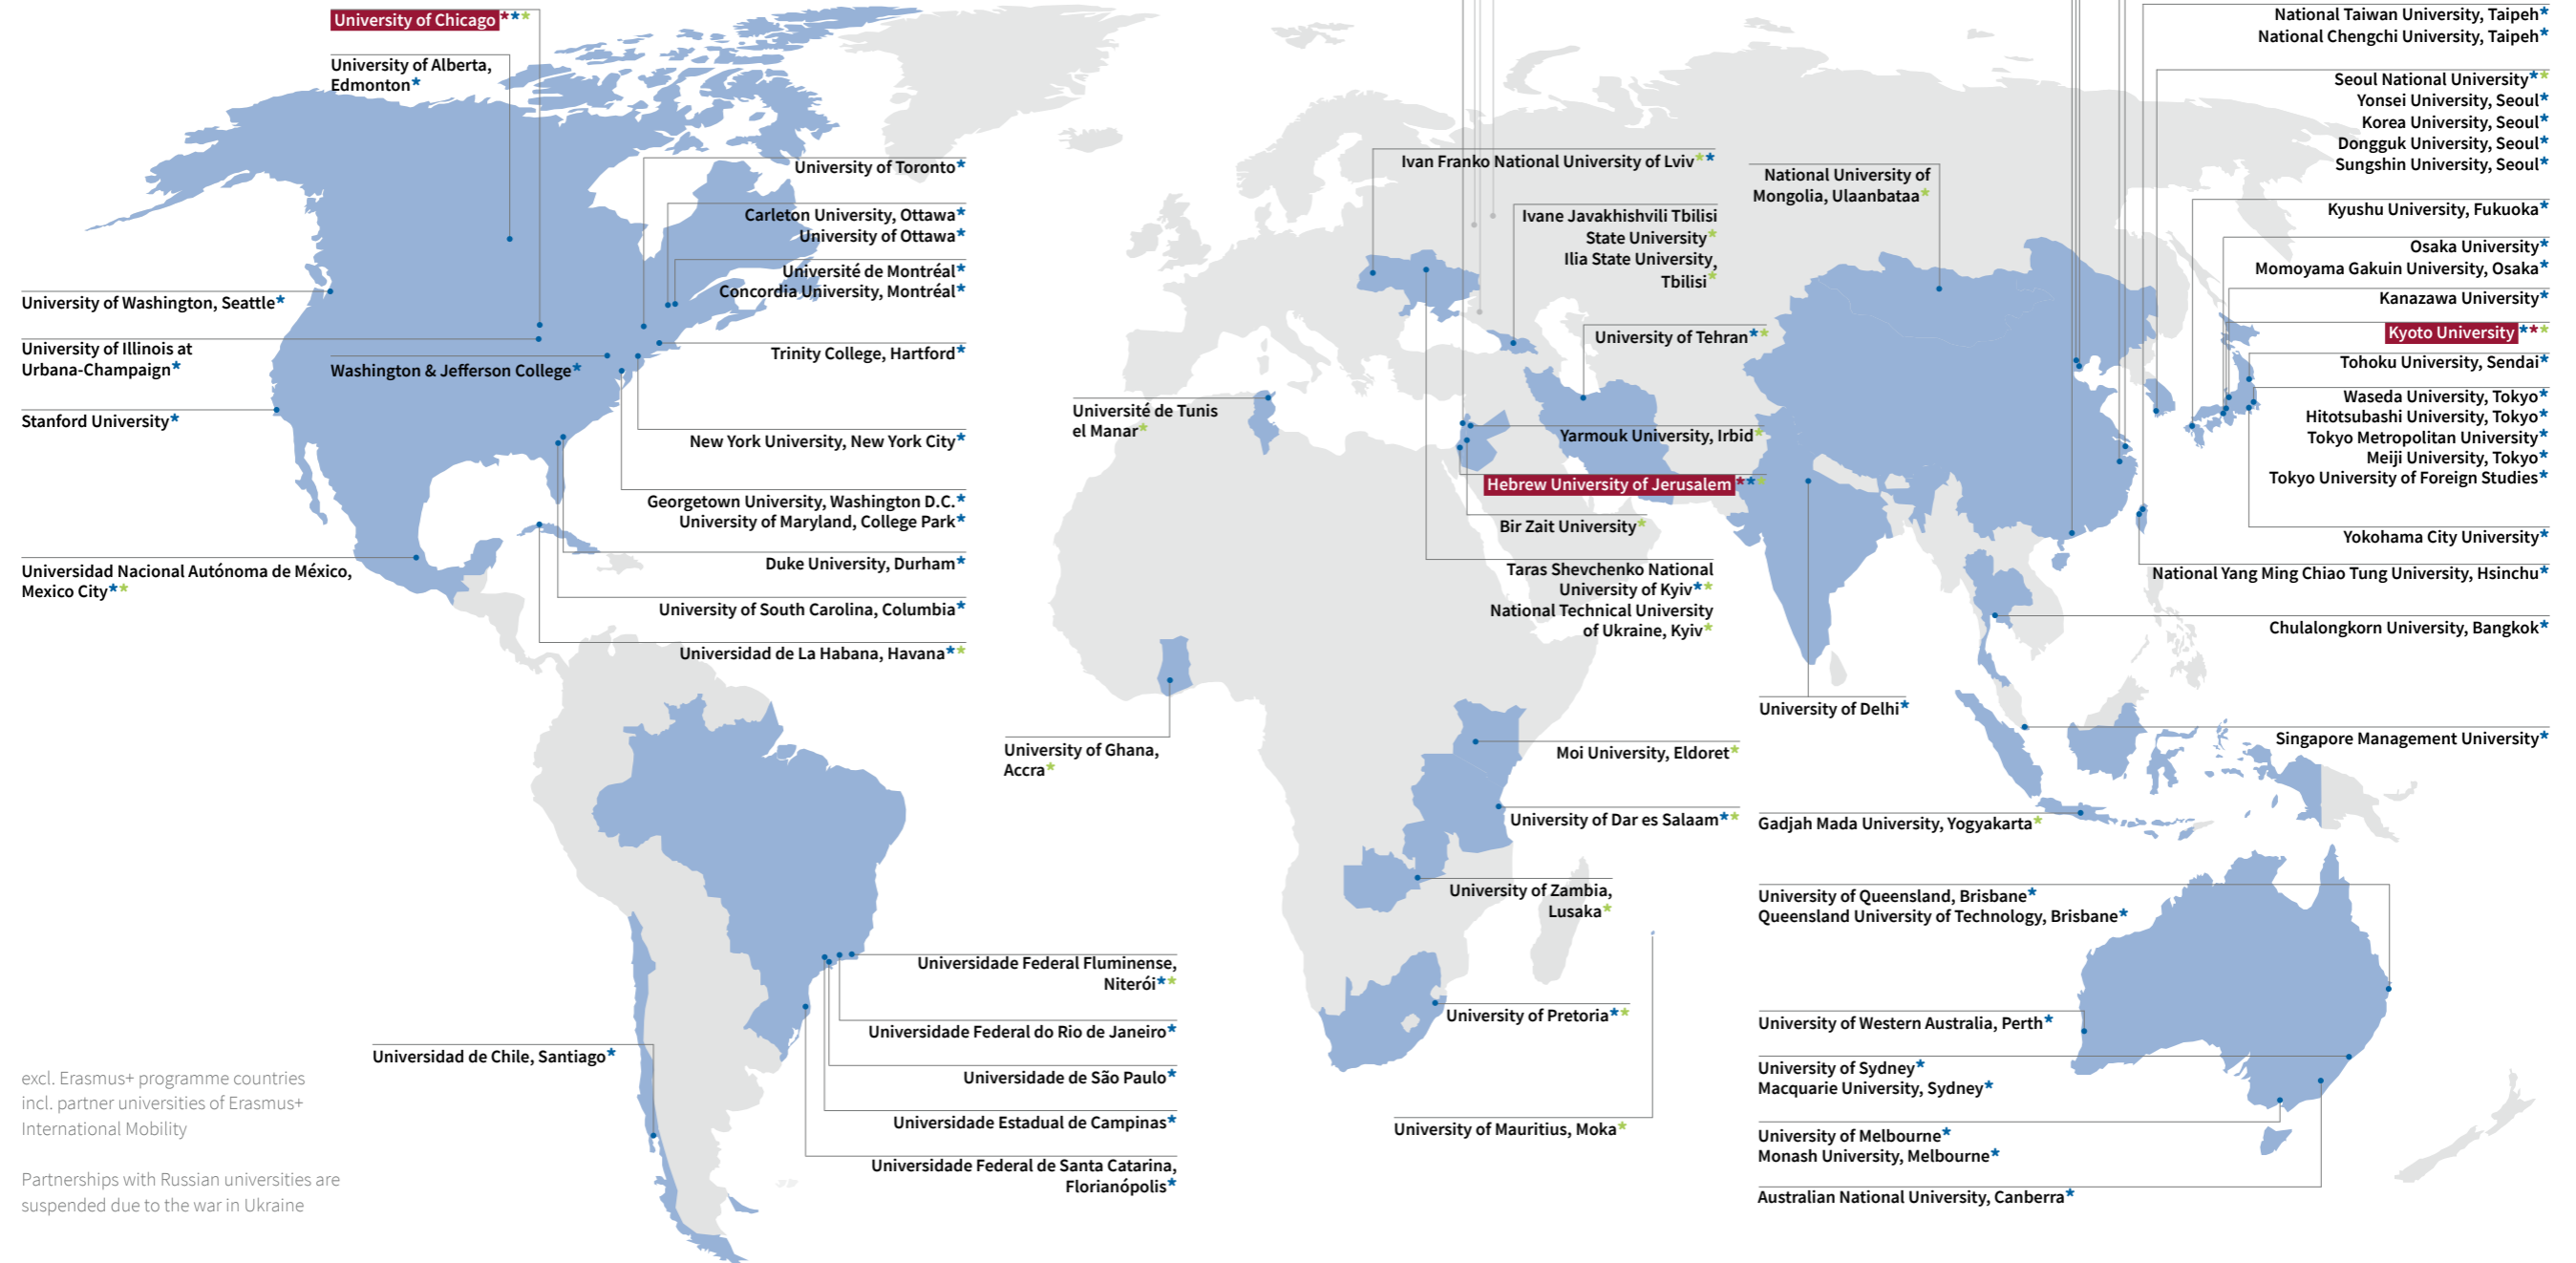 University of Chicago***
University of Alberta,
Edmonton*
University of Toronto*
Carleton University, Ottawa*
University of Ottawa*
Université de Montréal*
Concordia University, Montréal*
University of Washington, Seattle*
University of Illinois at
Urbana-Champaign*
Washington & Jefferson College*
Trinity College, Hartford*
Stanford University*
New York University, New York City*
Georgetown University, Washington D.C.*
University of Maryland, College Park*
Duke University, Durham*
Universidad Nacional Autónoma de México,
Mexico City**
University of South Carolina, Columbia*
Universidad de La Habana, Havana**
Universidade Federal Fluminense,
Niterói**
Universidade Federal do Rio de Janeiro*
Universidad de Chile, Santiago*
Universidade de São Paulo*
Universidade Estadual de Campinas*
Universidade Federal de Santa Catarina,
Florianópolis*
excl. Erasmus+ programme countries
incl. partner universities of Erasmus+
International Mobility
Partnerships with Russian universities are
suspended due to the war in Ukraine
Ivan Franko National University of Lviv**
Ivane Javakhishvili Tbilisi
State University*
Ilia State University,
Tbilisi*
National University of
Mongolia, Ulaanbataa*
University of Tehran**
Université de Tunis
el Manar*
Yarmouk University, Irbid*
Hebrew University of Jerusalem***
Bir Zait University*
Taras Shevchenko National
University of Kyiv**
National Technical University
of Ukraine, Kyiv*
University of Ghana,
Accra*
Moi University, Eldoret*
University of Dar es Salaam**
University of Zambia,
Lusaka*
University of Pretoria**
University of Mauritius, Moka*
National Taiwan University, Taipeh*
National Chengchi University, Taipeh*
Seoul National University**
Yonsei University, Seoul*
Korea University, Seoul*
Dongguk University, Seoul*
Sungshin University, Seoul*
Kyushu University, Fukuoka*
Osaka University*
Momoyama Gakuin University, Osaka*
Kanazawa University*
Kyoto University***
Tohoku University, Sendai*
Waseda University, Tokyo*
Hitotsubashi University, Tokyo*
Tokyo Metropolitan University*
Meiji University, Tokyo*
Tokyo University of Foreign Studies*
Yokohama City University*
National Yang Ming Chiao Tung University, Hsinchu*
Chulalongkorn University, Bangkok*
University of Delhi*
Singapore Management University*
Gadjah Mada University, Yogyakarta*
University of Queensland, Brisbane*
Queensland University of Technology, Brisbane*
University of Western Australia, Perth*
University of Sydney*
Macquarie University, Sydney*
University of Melbourne*
Monash University, Melbourne*
Australian National University, Canberra*